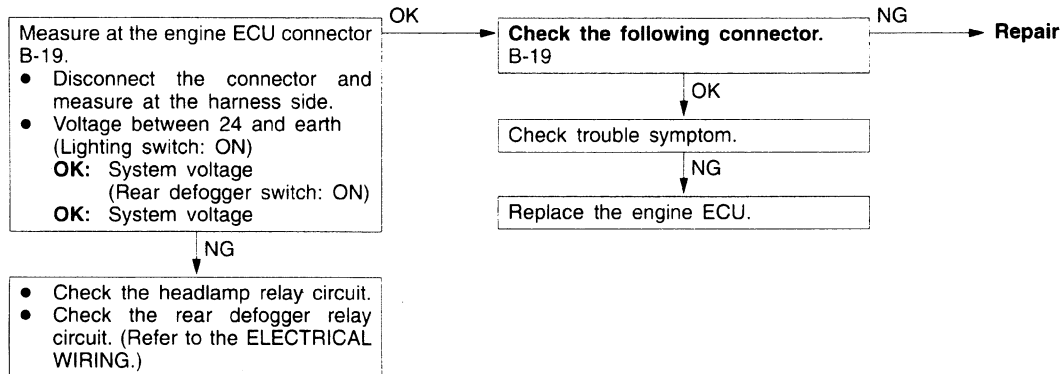 Measure at the engine ECU connector
B-19.
● Disconnect the connector and
measure at the harness side.
● Voltage between 24 and earth
(Lighting switch: ON)
OK: System voltage
(Rear defogger switch: ON)
OK: System voltage
OK
Check the following connector.
B-19
NG
Repair
OK
Check trouble symptom.
NG
Replace the engine ECU.
NG
● Check the headlamp relay circuit.
● Check the rear defogger relay
circuit. (Refer to the ELECTRICAL
WIRING.)